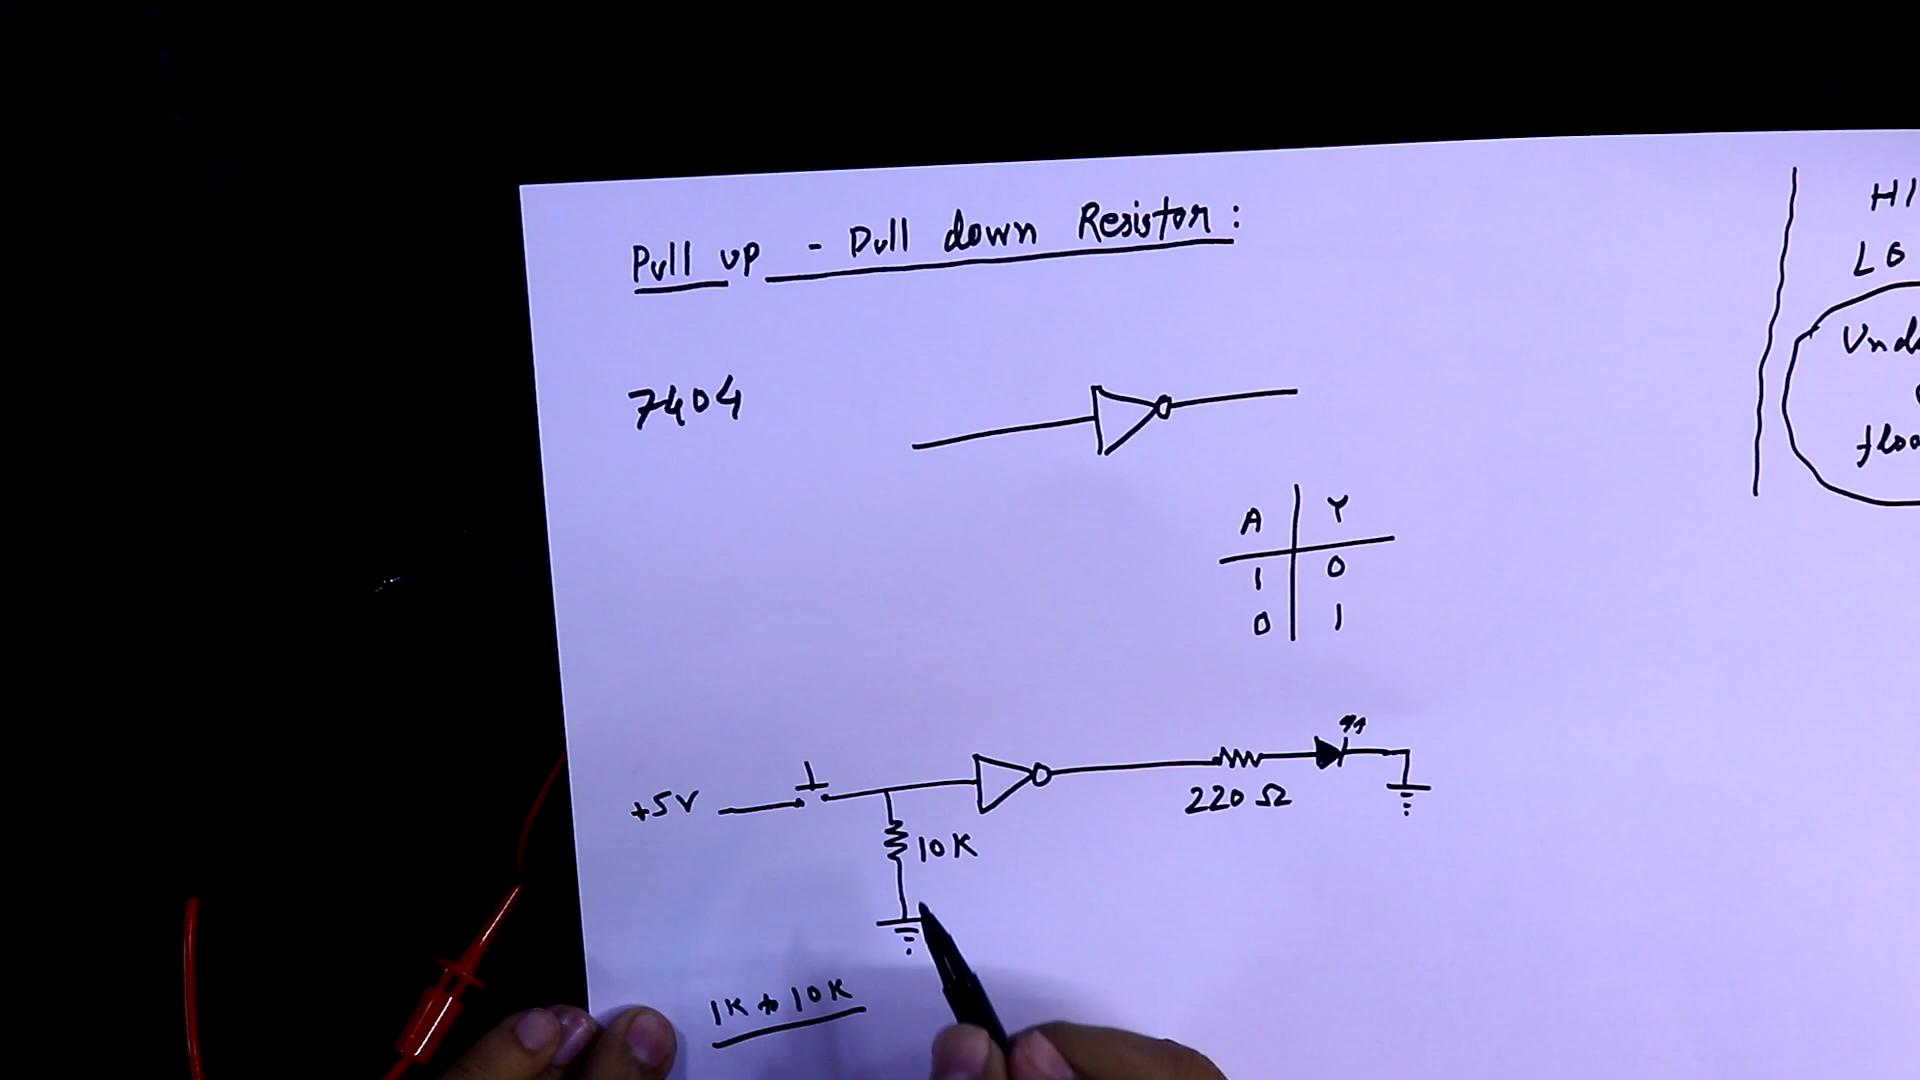 Pull up - Pull down Resistor:
HI
LO
7404
A Y
1 0
0 1
+5V
220 Ω
10K
1K to 10K